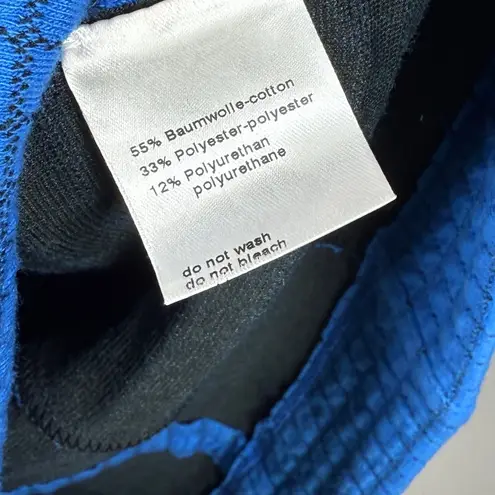 55% Baumwolle-cotton
33% Polyester-polyester
12% Polyurethan
polyurethane
do not wash
do not bleach